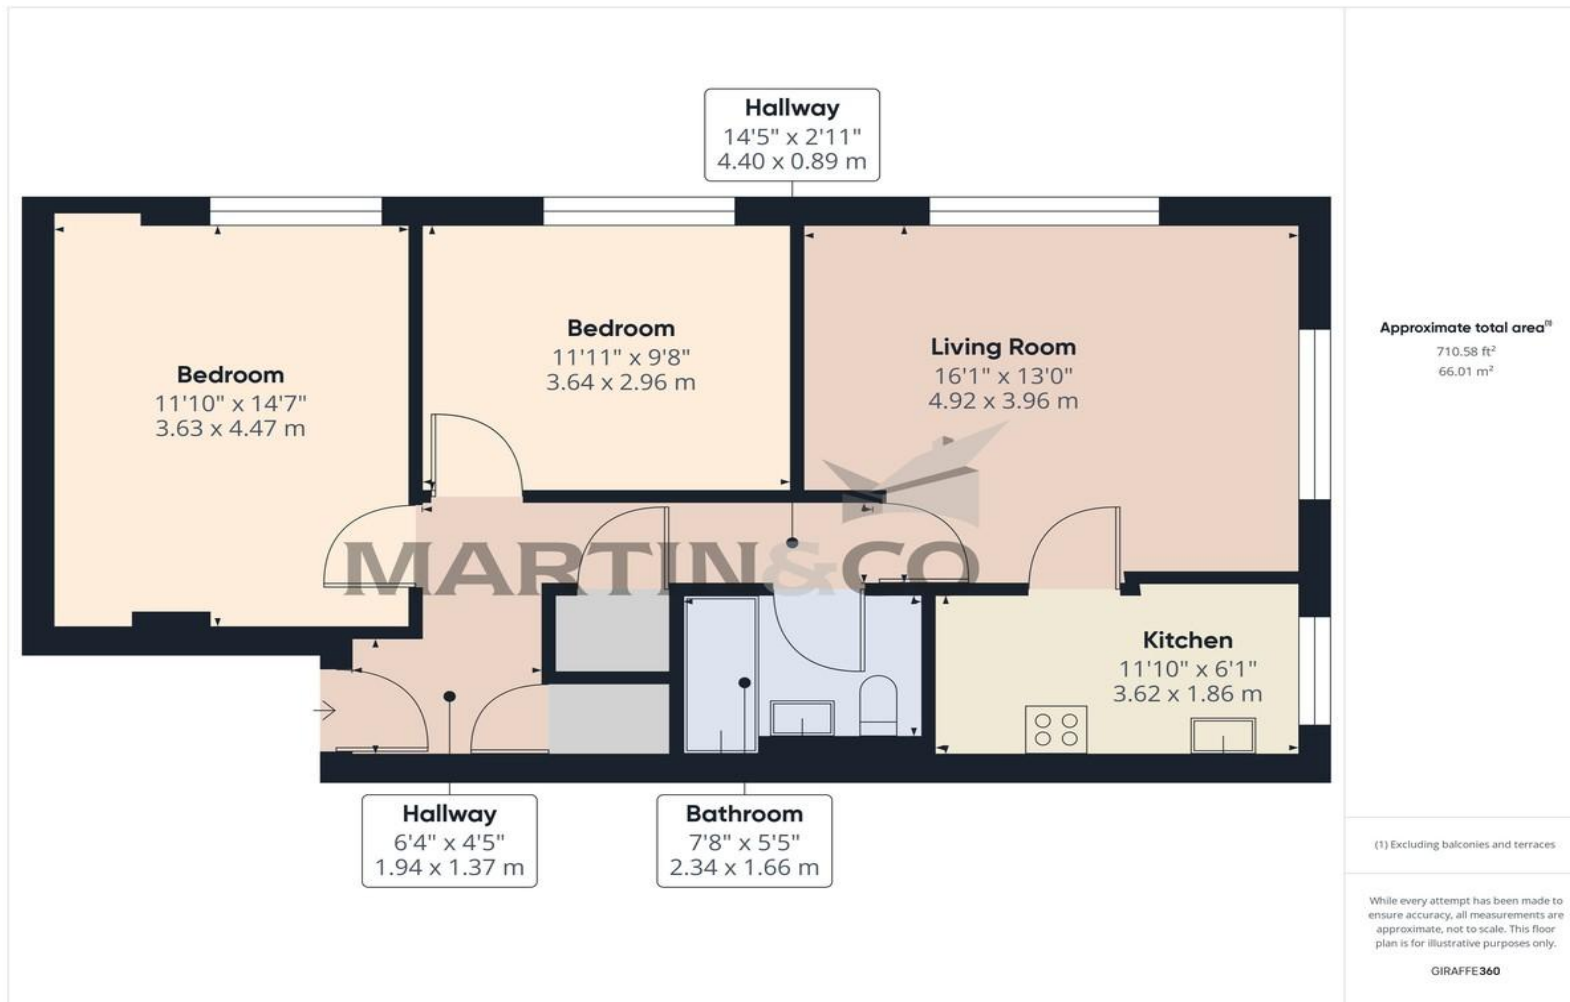 Hallway
14'5" x 2'11"
4.40 x 0.89 m
Bedroom
11'10" x 14'7"
3.63 x 4.47 m
Bedroom
11'11" x 9'8"
3.64 x 2.96 m
Living Room
16'1" x 13'0"
4.92 x 3.96 m
MARTIN&CO
Kitchen
11'10" x 6'1"
3.62 x 1.86 m
Hallway
6'4" x 4'5"
1.94 x 1.37 m
Bathroom
7'8" x 5'5"
2.34 x 1.66 m
Approximate total area(1)
710.58 ft²
66.01 m²
(1) Excluding balconies and terraces
While every attempt has been made to
ensure accuracy, all measurements are
approximate, not to scale. This floor
plan is for illustrative purposes only.
GIRAFFE360